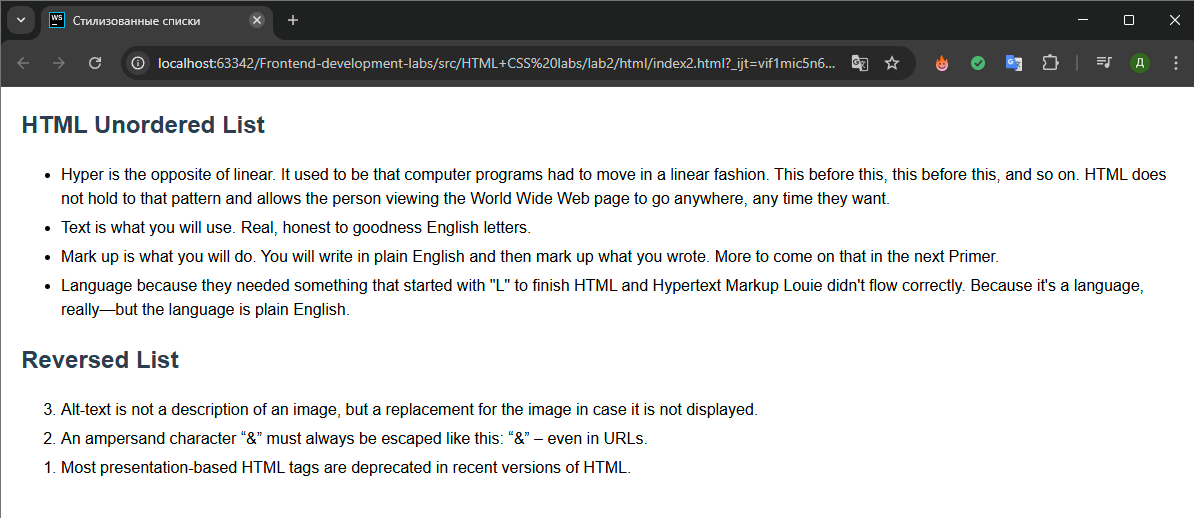 WS Стилизованные списки
localhost:63342/Frontend-development-labs/src/HTML+CSS%20labs/lab2/html/index2.html?_ijt=vif1mic5n6... G Д
HTML Unordered List
• Hyper is the opposite of linear. It used to be that computer programs had to move in a linear fashion. This before this, this before this, and so on. HTML does
not hold to that pattern and allows the person viewing the World Wide Web page to go anywhere, any time they want.
• Text is what you will use. Real, honest to goodness English letters.
• Mark up is what you will do. You will write in plain English and then mark up what you wrote. More to come on that in the next Primer.
• Language because they needed something that started with "L" to finish HTML and Hypertext Markup Louie didn't flow correctly. Because it's a language,
really—but the language is plain English.
Reversed List
3. Alt-text is not a description of an image, but a replacement for the image in case it is not displayed.
2. An ampersand character “&” must always be escaped like this: “&” – even in URLs.
1. Most presentation-based HTML tags are deprecated in recent versions of HTML.